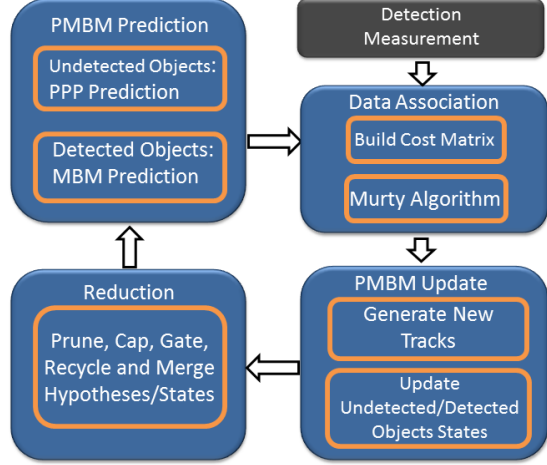 PMBM Prediction
Undetected Objects:
PPP Prediction
Detected Objects:
MBM Prediction
Detection
Measurement
Data Association
Build Cost Matrix
Murty Algorithm
PMBM Update
Generate New
Tracks
Update
Undetected/Detected
Objects States
Reduction
Prune, Cap, Gate,
Recycle and Merge
Hypotheses/States